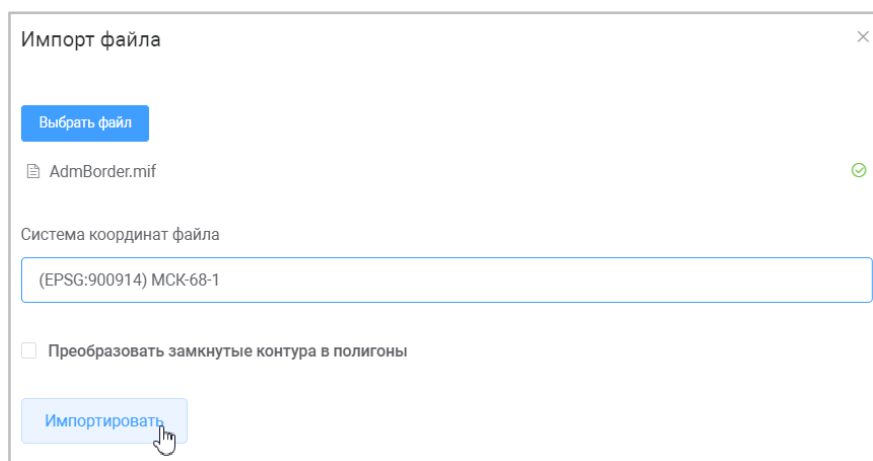 Импорт файла
Выбрать файл
AdmBorder.mif
Система координат файла
(EPSG:900914) МСК-68-1
Преобразовать замкнутые контура в полигоны
Импортировать